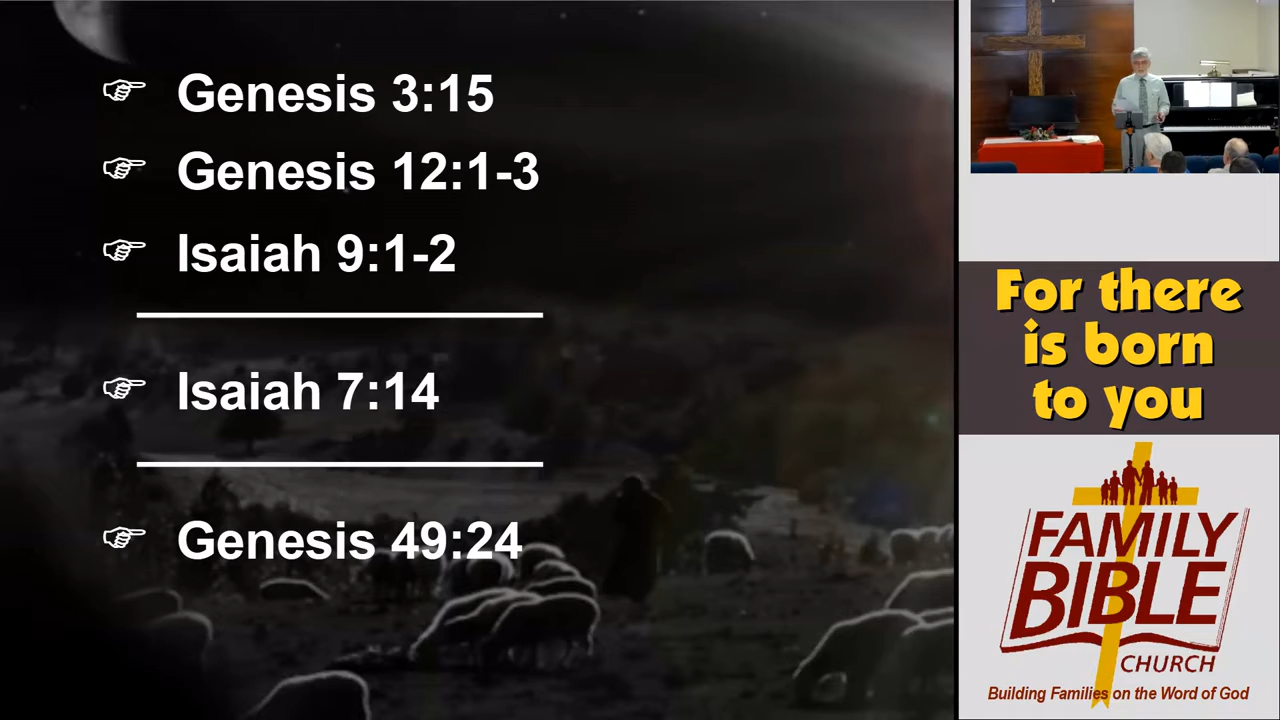 Genesis 3:15
Genesis 12:1-3
Isaiah 9:1-2
Isaiah 7:14
Genesis 49:24
For there
is born
to you
FAMILY
BIBLE
CHURCH
Building Families on the Word of God